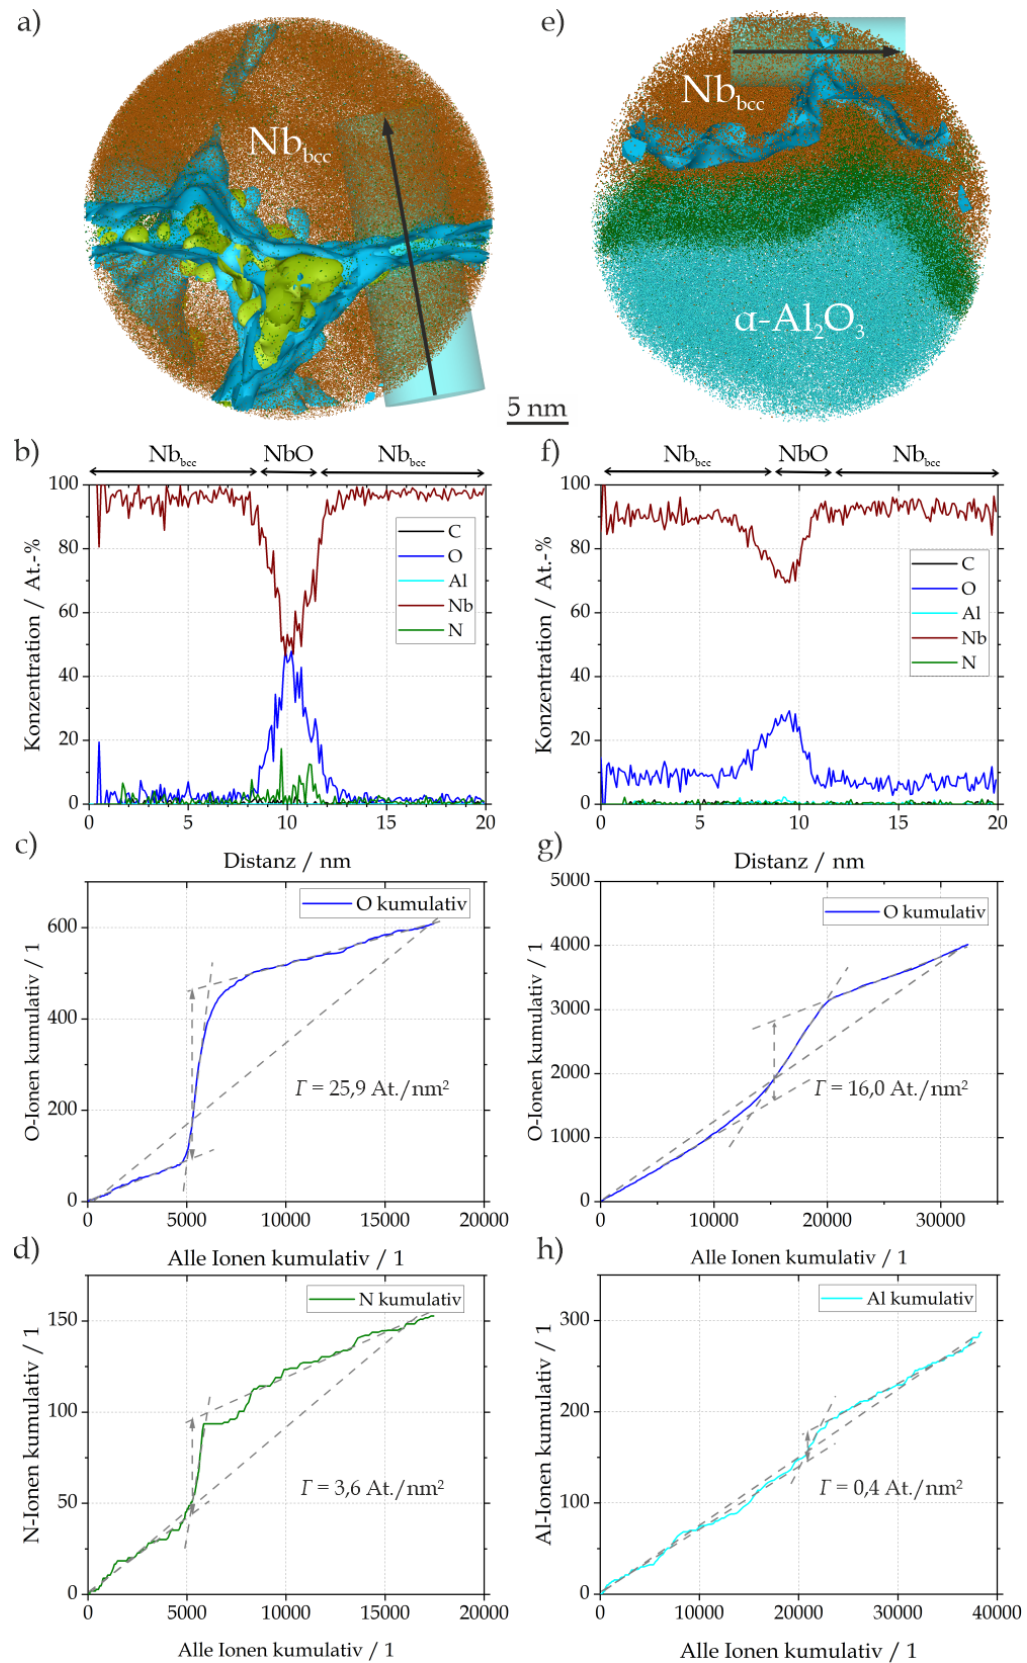 a)
Nb_bcc
e)
Nb_bcc
α-Al₂O₃
5 nm
b)
Nb_bcc NbO Nb_bcc
100
80
60
40
20
0
Konzentration / At.-%
C
O
Al
Nb
N
0 5 10 15 20
Distanz / nm
f)
Nb_bcc NbO Nb_bcc
100
80
60
40
20
0
Konzentration / At.-%
C
O
Al
Nb
N
0 5 10 15 20
Distanz / nm
c)
600
400
200
0
O-Ionen kumulativ / 1
O kumulativ
Γ = 25,9 At./nm²
0 5000 10000 15000 20000
Alle Ionen kumulativ / 1
g)
5000
4000
3000
2000
1000
0
O-Ionen kumulativ / 1
O kumulativ
Γ = 16,0 At./nm²
0 10000 20000 30000
Alle Ionen kumulativ / 1
d)
150
100
50
0
N-Ionen kumulativ / 1
N kumulativ
Γ = 3,6 At./nm²
0 5000 10000 15000 20000
Alle Ionen kumulativ / 1
h)
300
200
100
0
Al-Ionen kumulativ / 1
Al kumulativ
Γ = 0,4 At./nm²
0 10000 20000 30000 40000
Alle Ionen kumulativ / 1